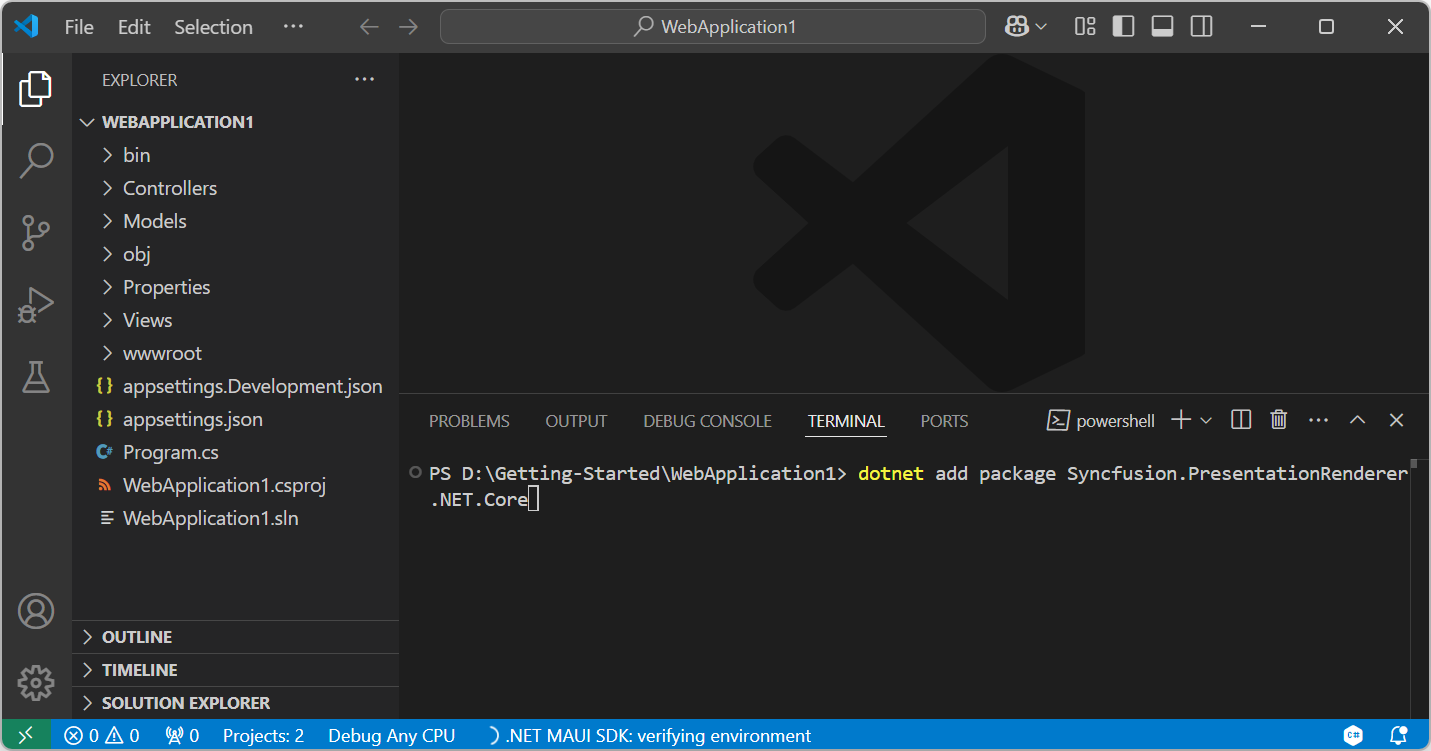 File Edit Selection ··· WebApplication1
EXPLORER
WEBAPPLICATION1
bin
Controllers
Models
obj
Properties
Views
wwwroot
{} appsettings.Development.json
{} appsettings.json
C# Program.cs
WebApplication1.csproj
WebApplication1.sln
OUTLINE
TIMELINE
SOLUTION EXPLORER
PROBLEMS OUTPUT DEBUG CONSOLE TERMINAL PORTS powershell
PS D:\Getting-Started\WebApplication1> dotnet add package Syncfusion.PresentationRenderer
.NET.Core
0 0 0 Projects: 2 Debug Any CPU .NET MAUI SDK: verifying environment C#